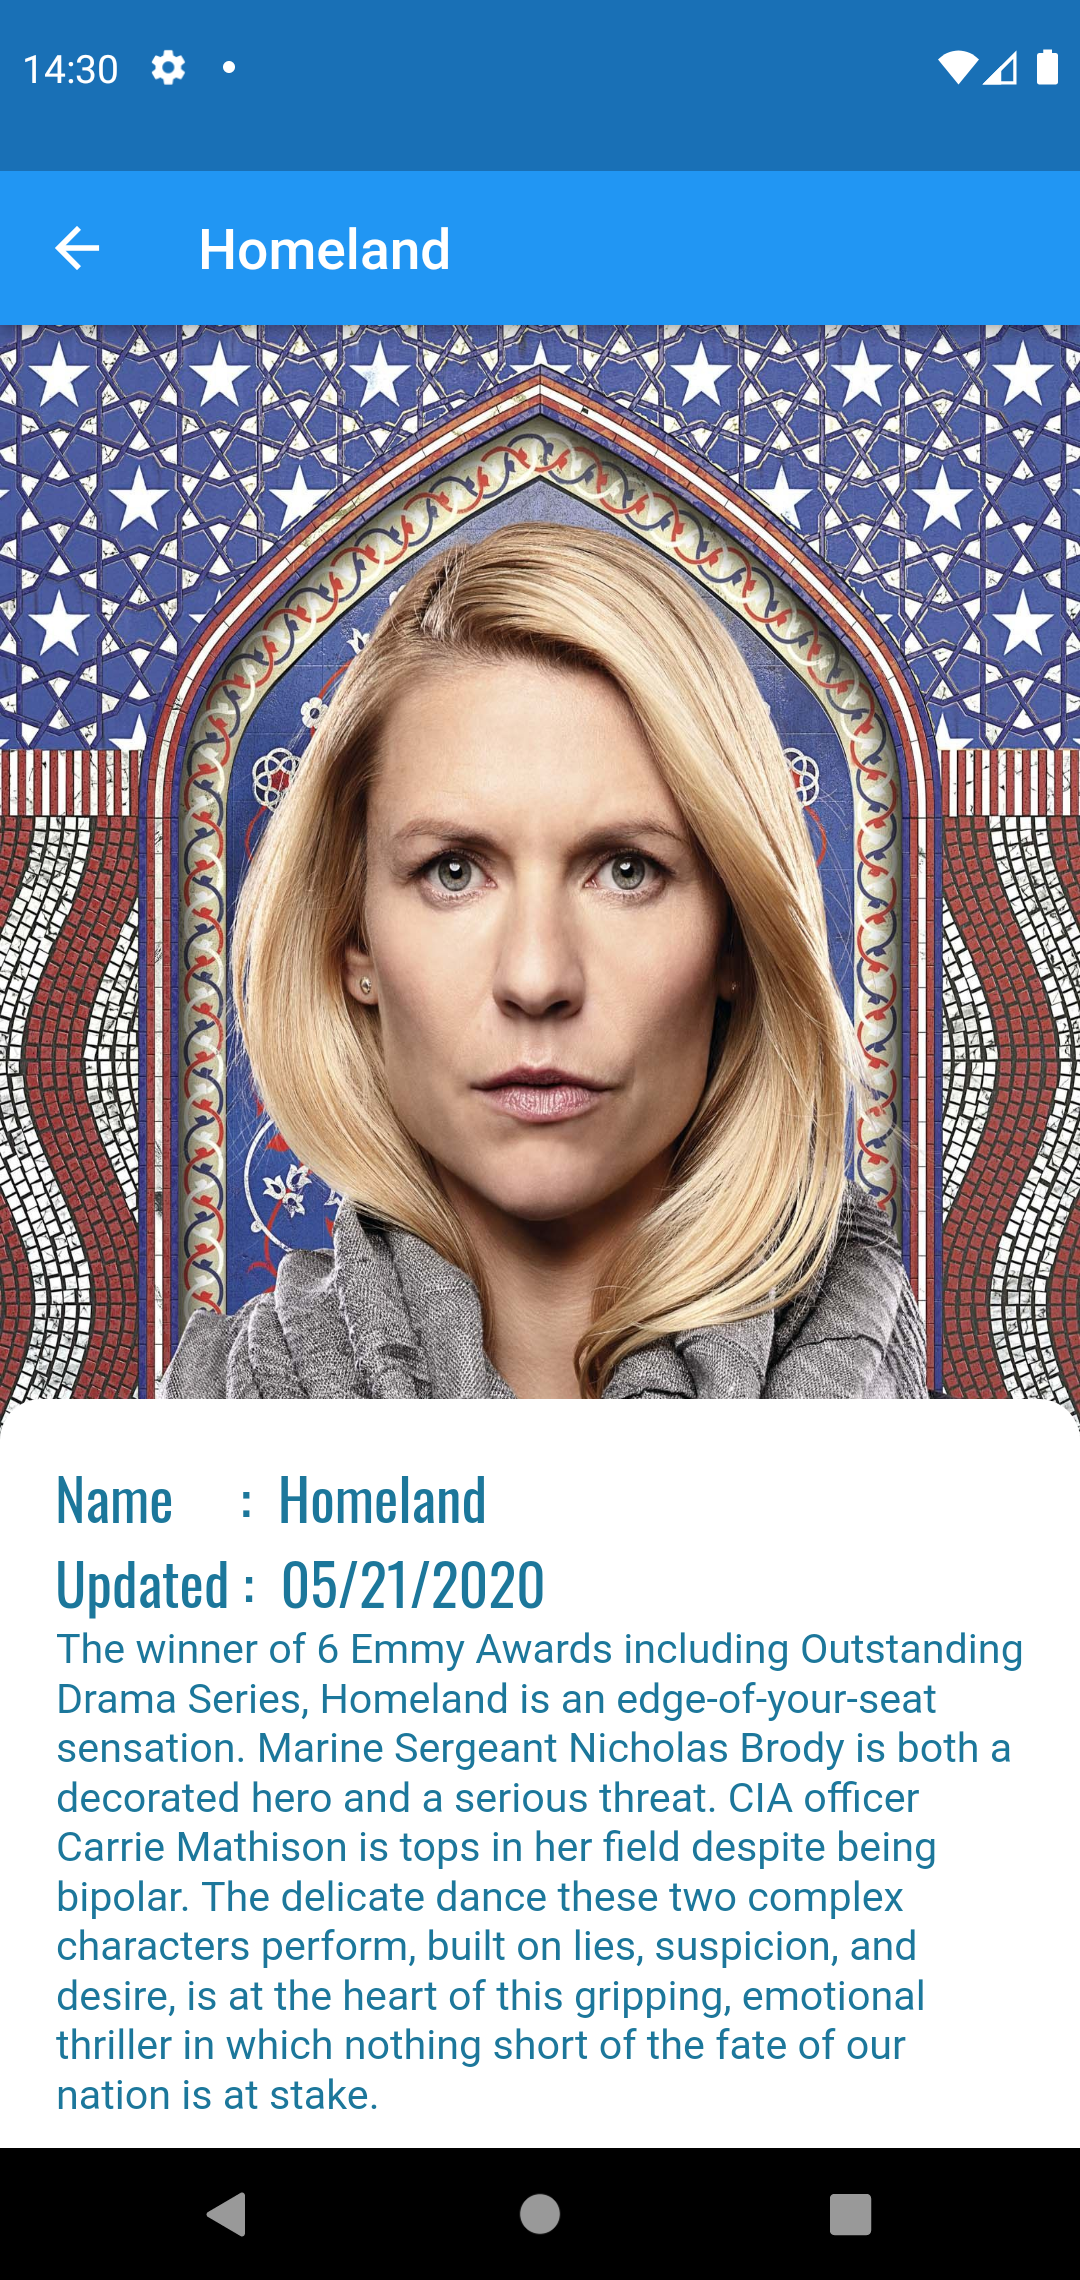 14:30
Homeland
Name : Homeland
Updated : 05/21/2020
The winner of 6 Emmy Awards including Outstanding
Drama Series, Homeland is an edge-of-your-seat
sensation. Marine Sergeant Nicholas Brody is both a
decorated hero and a serious threat. CIA officer
Carrie Mathison is tops in her field despite being
bipolar. The delicate dance these two complex
characters perform, built on lies, suspicion, and
desire, is at the heart of this gripping, emotional
thriller in which nothing short of the fate of our
nation is at stake.